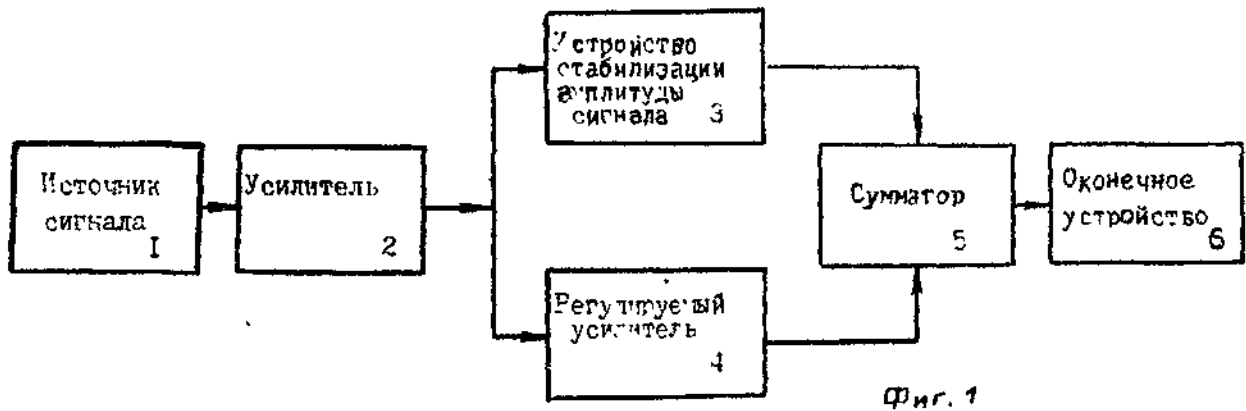 Устройство
стабилизации
амплитуды
сигнала 3
Источник
сигнала
I
Усилитель
2
Сумматор
5
Оконечное
устройство 6
Регулируемый
усилитель
4
Фиг. 1